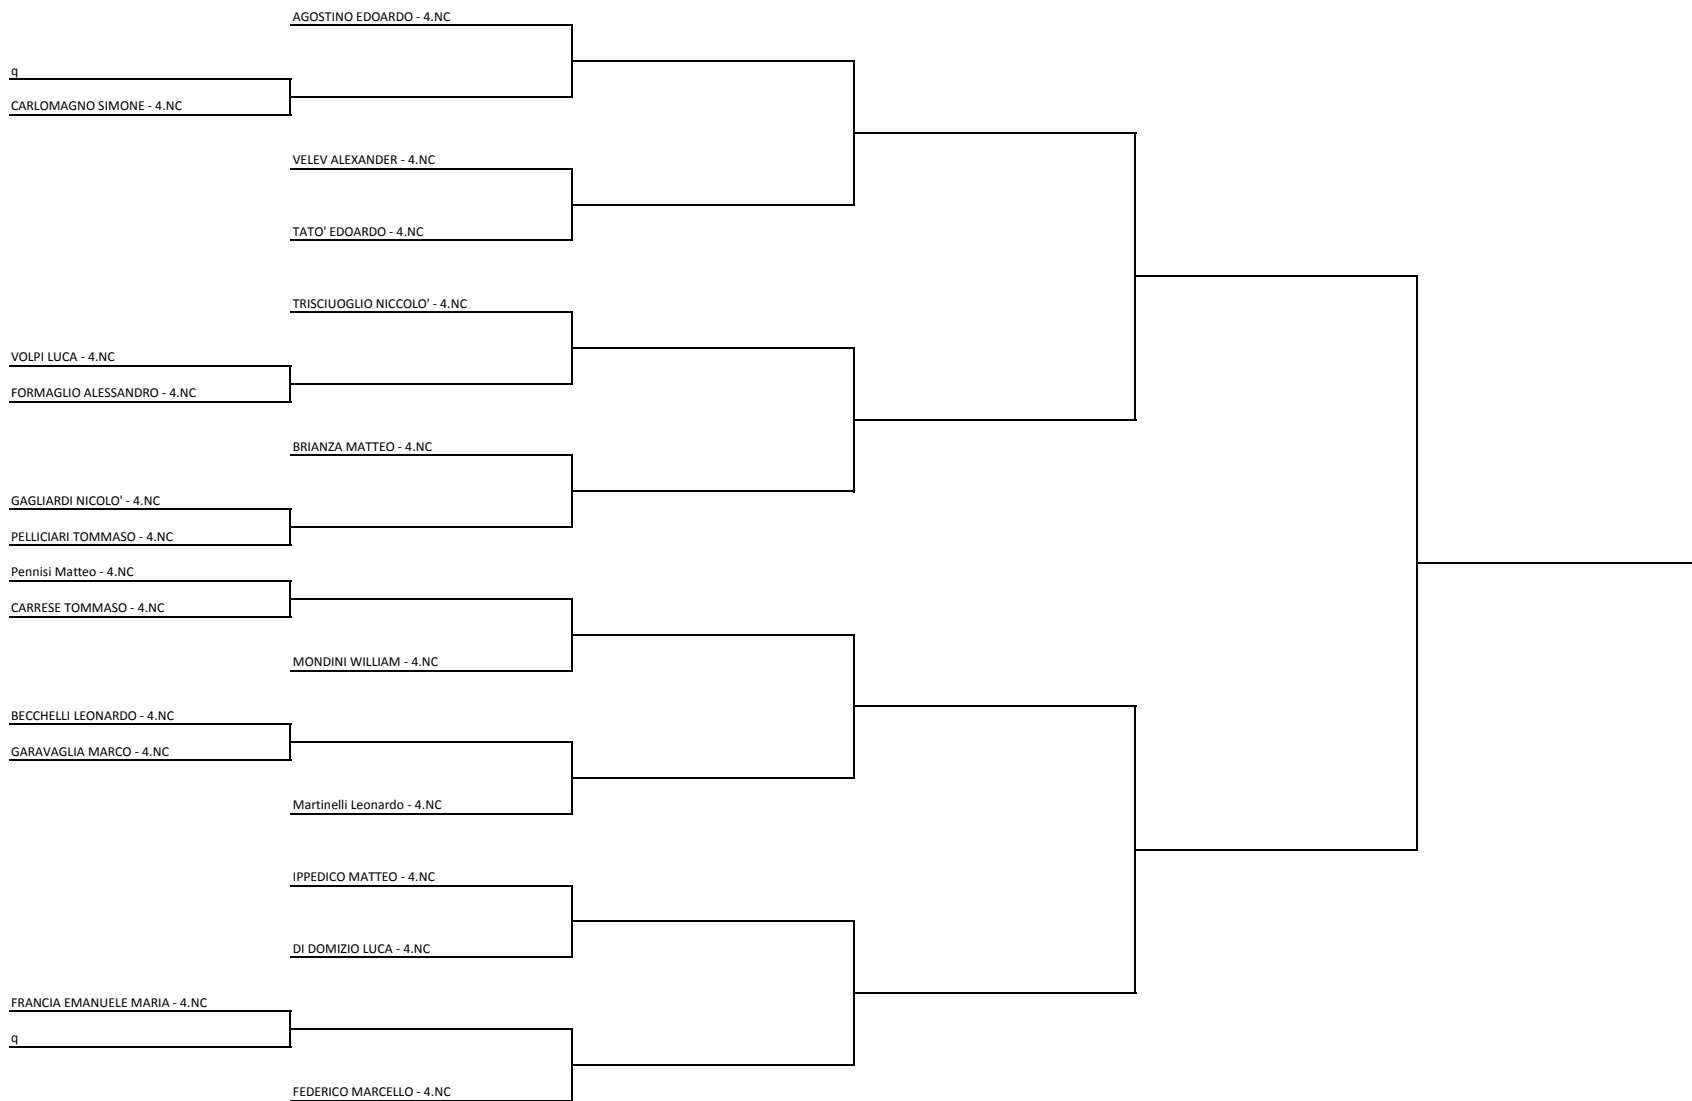 AGOSTINO EDOARDO - 4.NC
q
CARLOMAGNO SIMONE - 4.NC
VELEV ALEXANDER - 4.NC
TATO' EDOARDO - 4.NC
TRISCIUOGLIO NICCOLO' - 4.NC
VOLPI LUCA - 4.NC
FORMAGLIO ALESSANDRO - 4.NC
BRIANZA MATTEO - 4.NC
GAGLIARDI NICOLO' - 4.NC
PELLICIARI TOMMASO - 4.NC
Pennisi Matteo - 4.NC
CARRESE TOMMASO - 4.NC
MONDINI WILLIAM - 4.NC
BECCHELLI LEONARDO - 4.NC
GARAVAGLIA MARCO - 4.NC
Martinelli Leonardo - 4.NC
IPPEDICO MATTEO - 4.NC
DI DOMIZIO LUCA - 4.NC
FRANCIA EMANUELE MARIA - 4.NC
q
FEDERICO MARCELLO - 4.NC